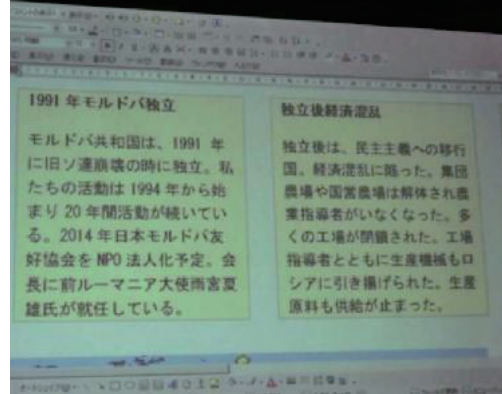 1991 年モルドバ独立
モルドバ共和国は、1991 年
に旧ソ連崩壊の時に独立。私
たちの活動は 1994 年から始
まり 20 年間活動が続いてい
る。2014 年日本モルドバ友
好協会を NPO 法人化予定。会
長に前ルーマニア大使雨宮夏
雄氏が就任している。
独立後経済混乱
独立後は、民主主義への移行
国、経済混乱に陥った。集団
農場や国営農場は解体され農
業指導者がいなくなった。多
くの工場が閉鎖された。工場
指導者とともに生産機械もロ
シアに引き揚げられた。生産
原料も供給が止まった。